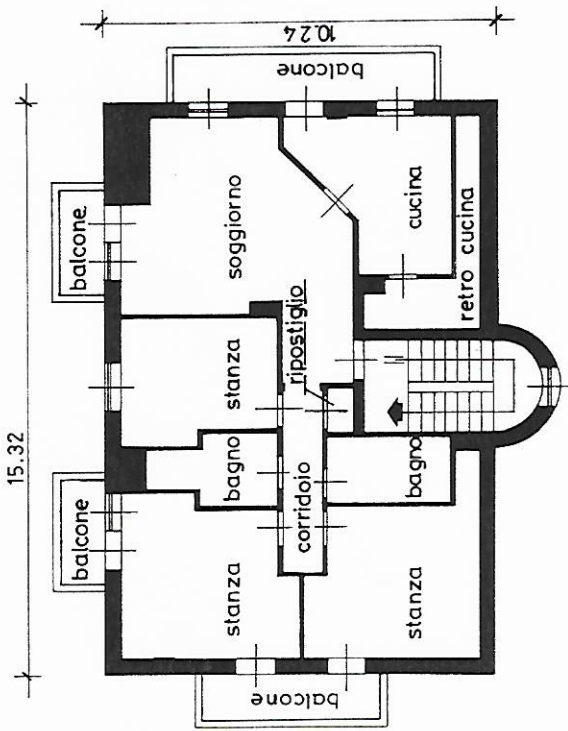 10.24
15.32
balcone
balcone
soggiorno
cucina
retro cucina
ripostiglio
stanza
bagno
corridoio
bagno
balcone
stanza
stanza
balcone